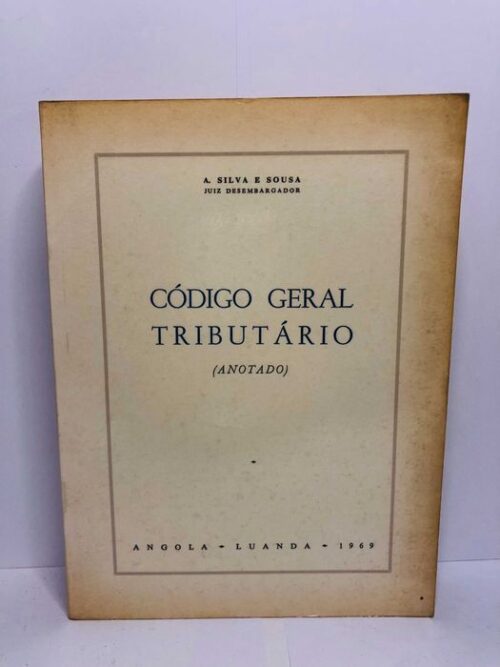 A. SILVA E SOUSA
JUIZ DESEMBARGADOR
CÓDIGO GERAL
TRIBUTÁRIO
(ANOTADO)
ANGOLA - LUANDA - 1969